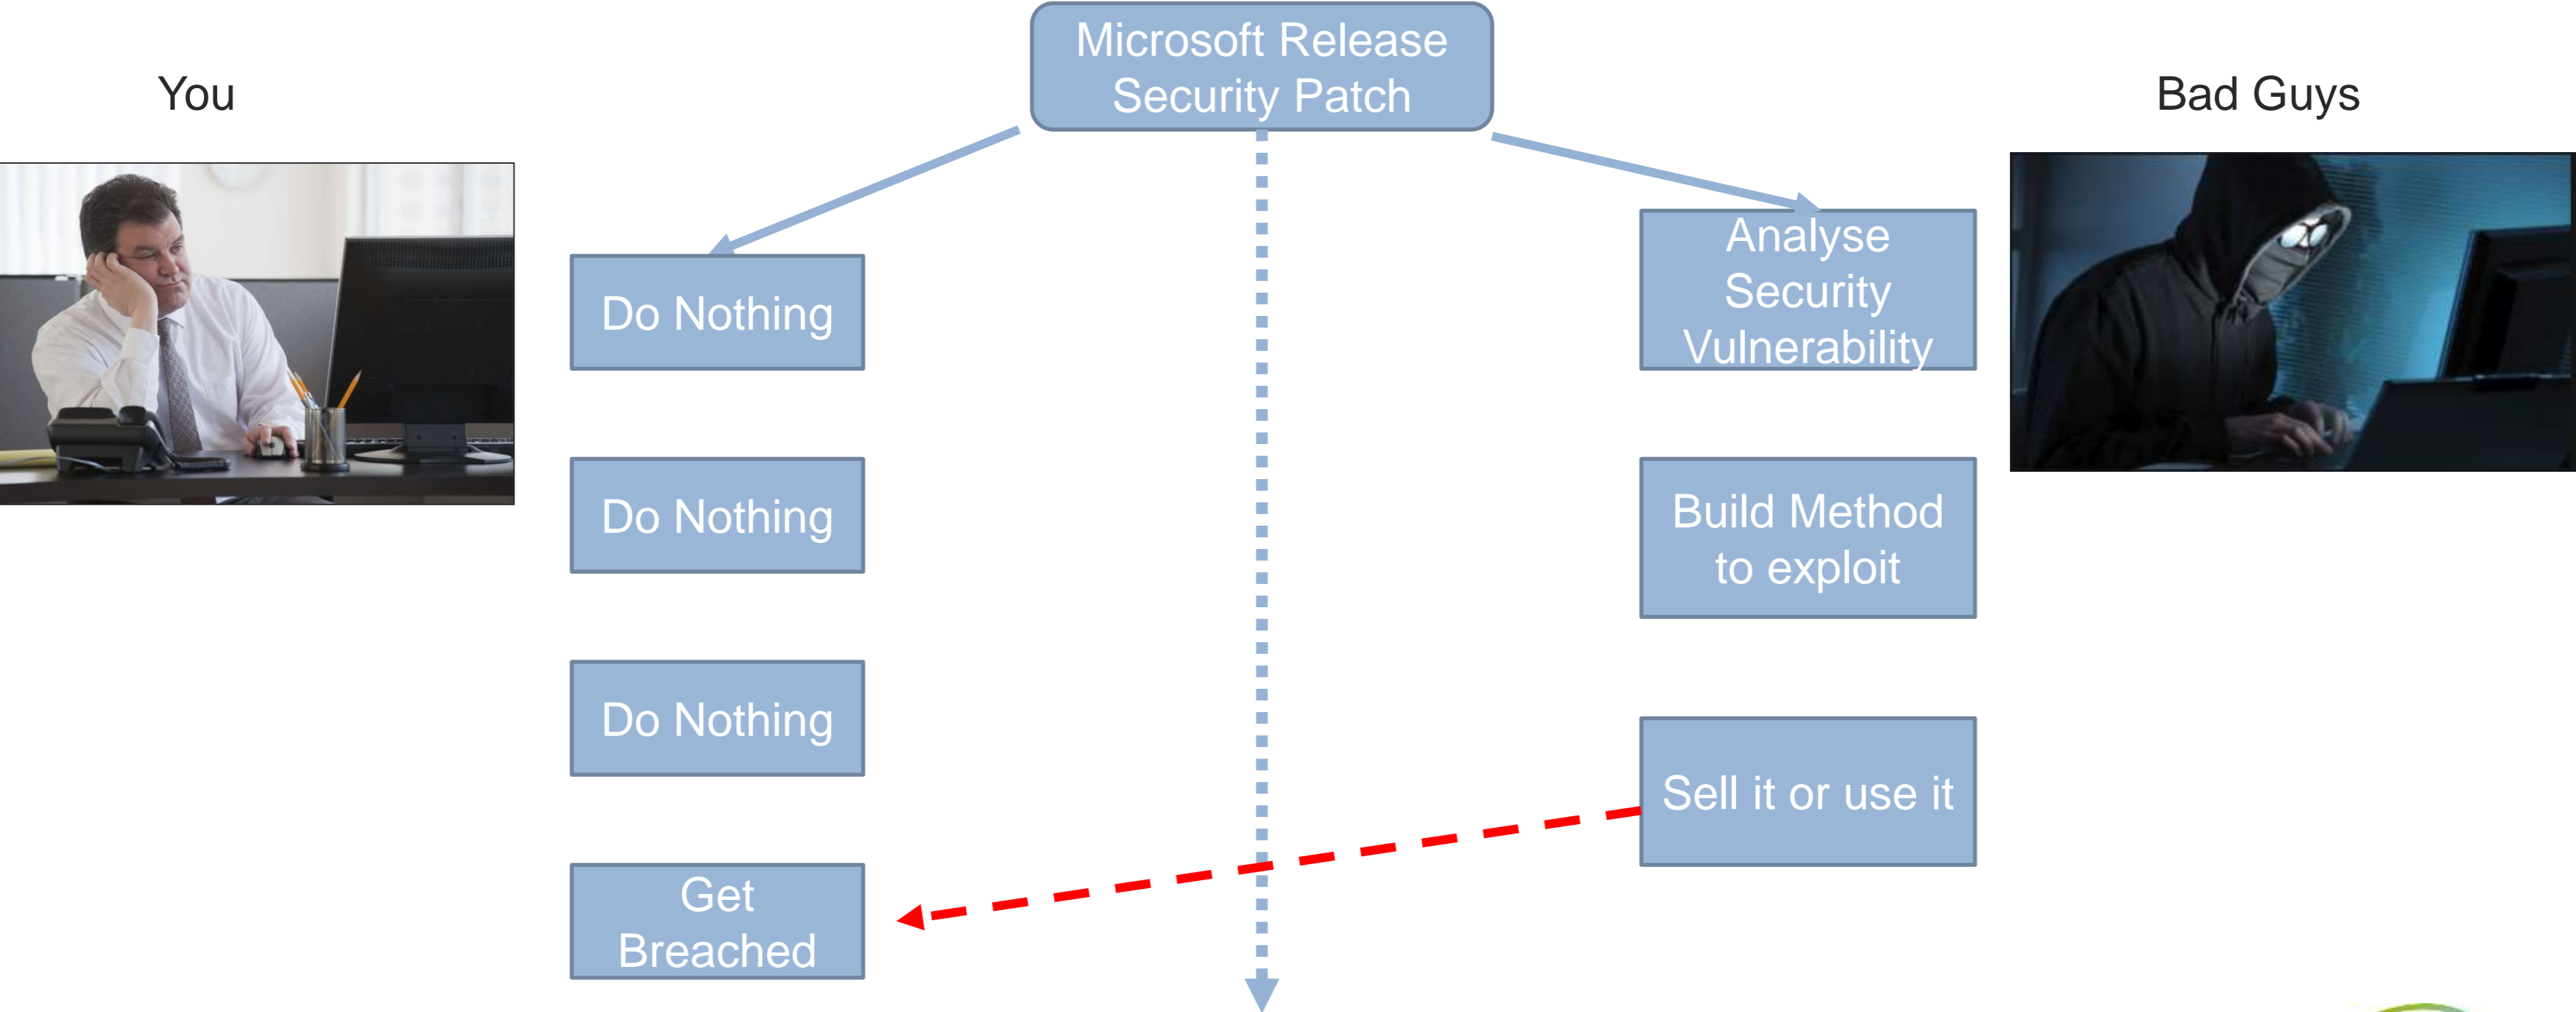 Microsoft Release
Security Patch
You
Bad Guys
Do Nothing
Analyse
Security
Vulnerability
Do Nothing
Build Method
to exploit
Do Nothing
Sell it or use it
Get
Breached